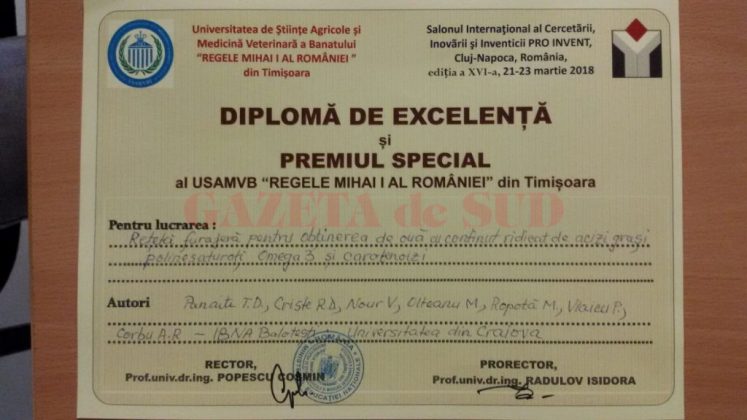 Universitatea de Științe Agricole și
Medicină Veterinară a Banatului
"REGELE MIHAI I AL ROMÂNIEI "
din Timișoara
Salonul Internațional al Cercetării,
Inovării și Inventicii PRO INVENT,
Cluj-Napoca, România,
ediția a XVI-a, 21-23 martie 2018
DIPLOMĂ DE EXCELENȚĂ
și
PREMIUL SPECIAL
al USAMVB "REGELE MIHAI I AL ROMÂNIEI" din Timișoara
GAZETA de SUD
Pentru lucrarea :
Rețetă furajeră pentru obținerea de ouă cu conținut ridicat de acizi grași
polinesaturați Omega 3 și carotenoizi
Autori
Panaite T.D., Criste R.D., Nour V., Olteanu M., Ropotă M., Vlaicu P.,
Corbu A.R - IBNA Balotești, Universitatea din Craiova
RECTOR,
Prof.univ.dr.ing. POPESCU COSMIN
PRORECTOR,
Prof.univ.dr.ing. RADULOV ISIDORA